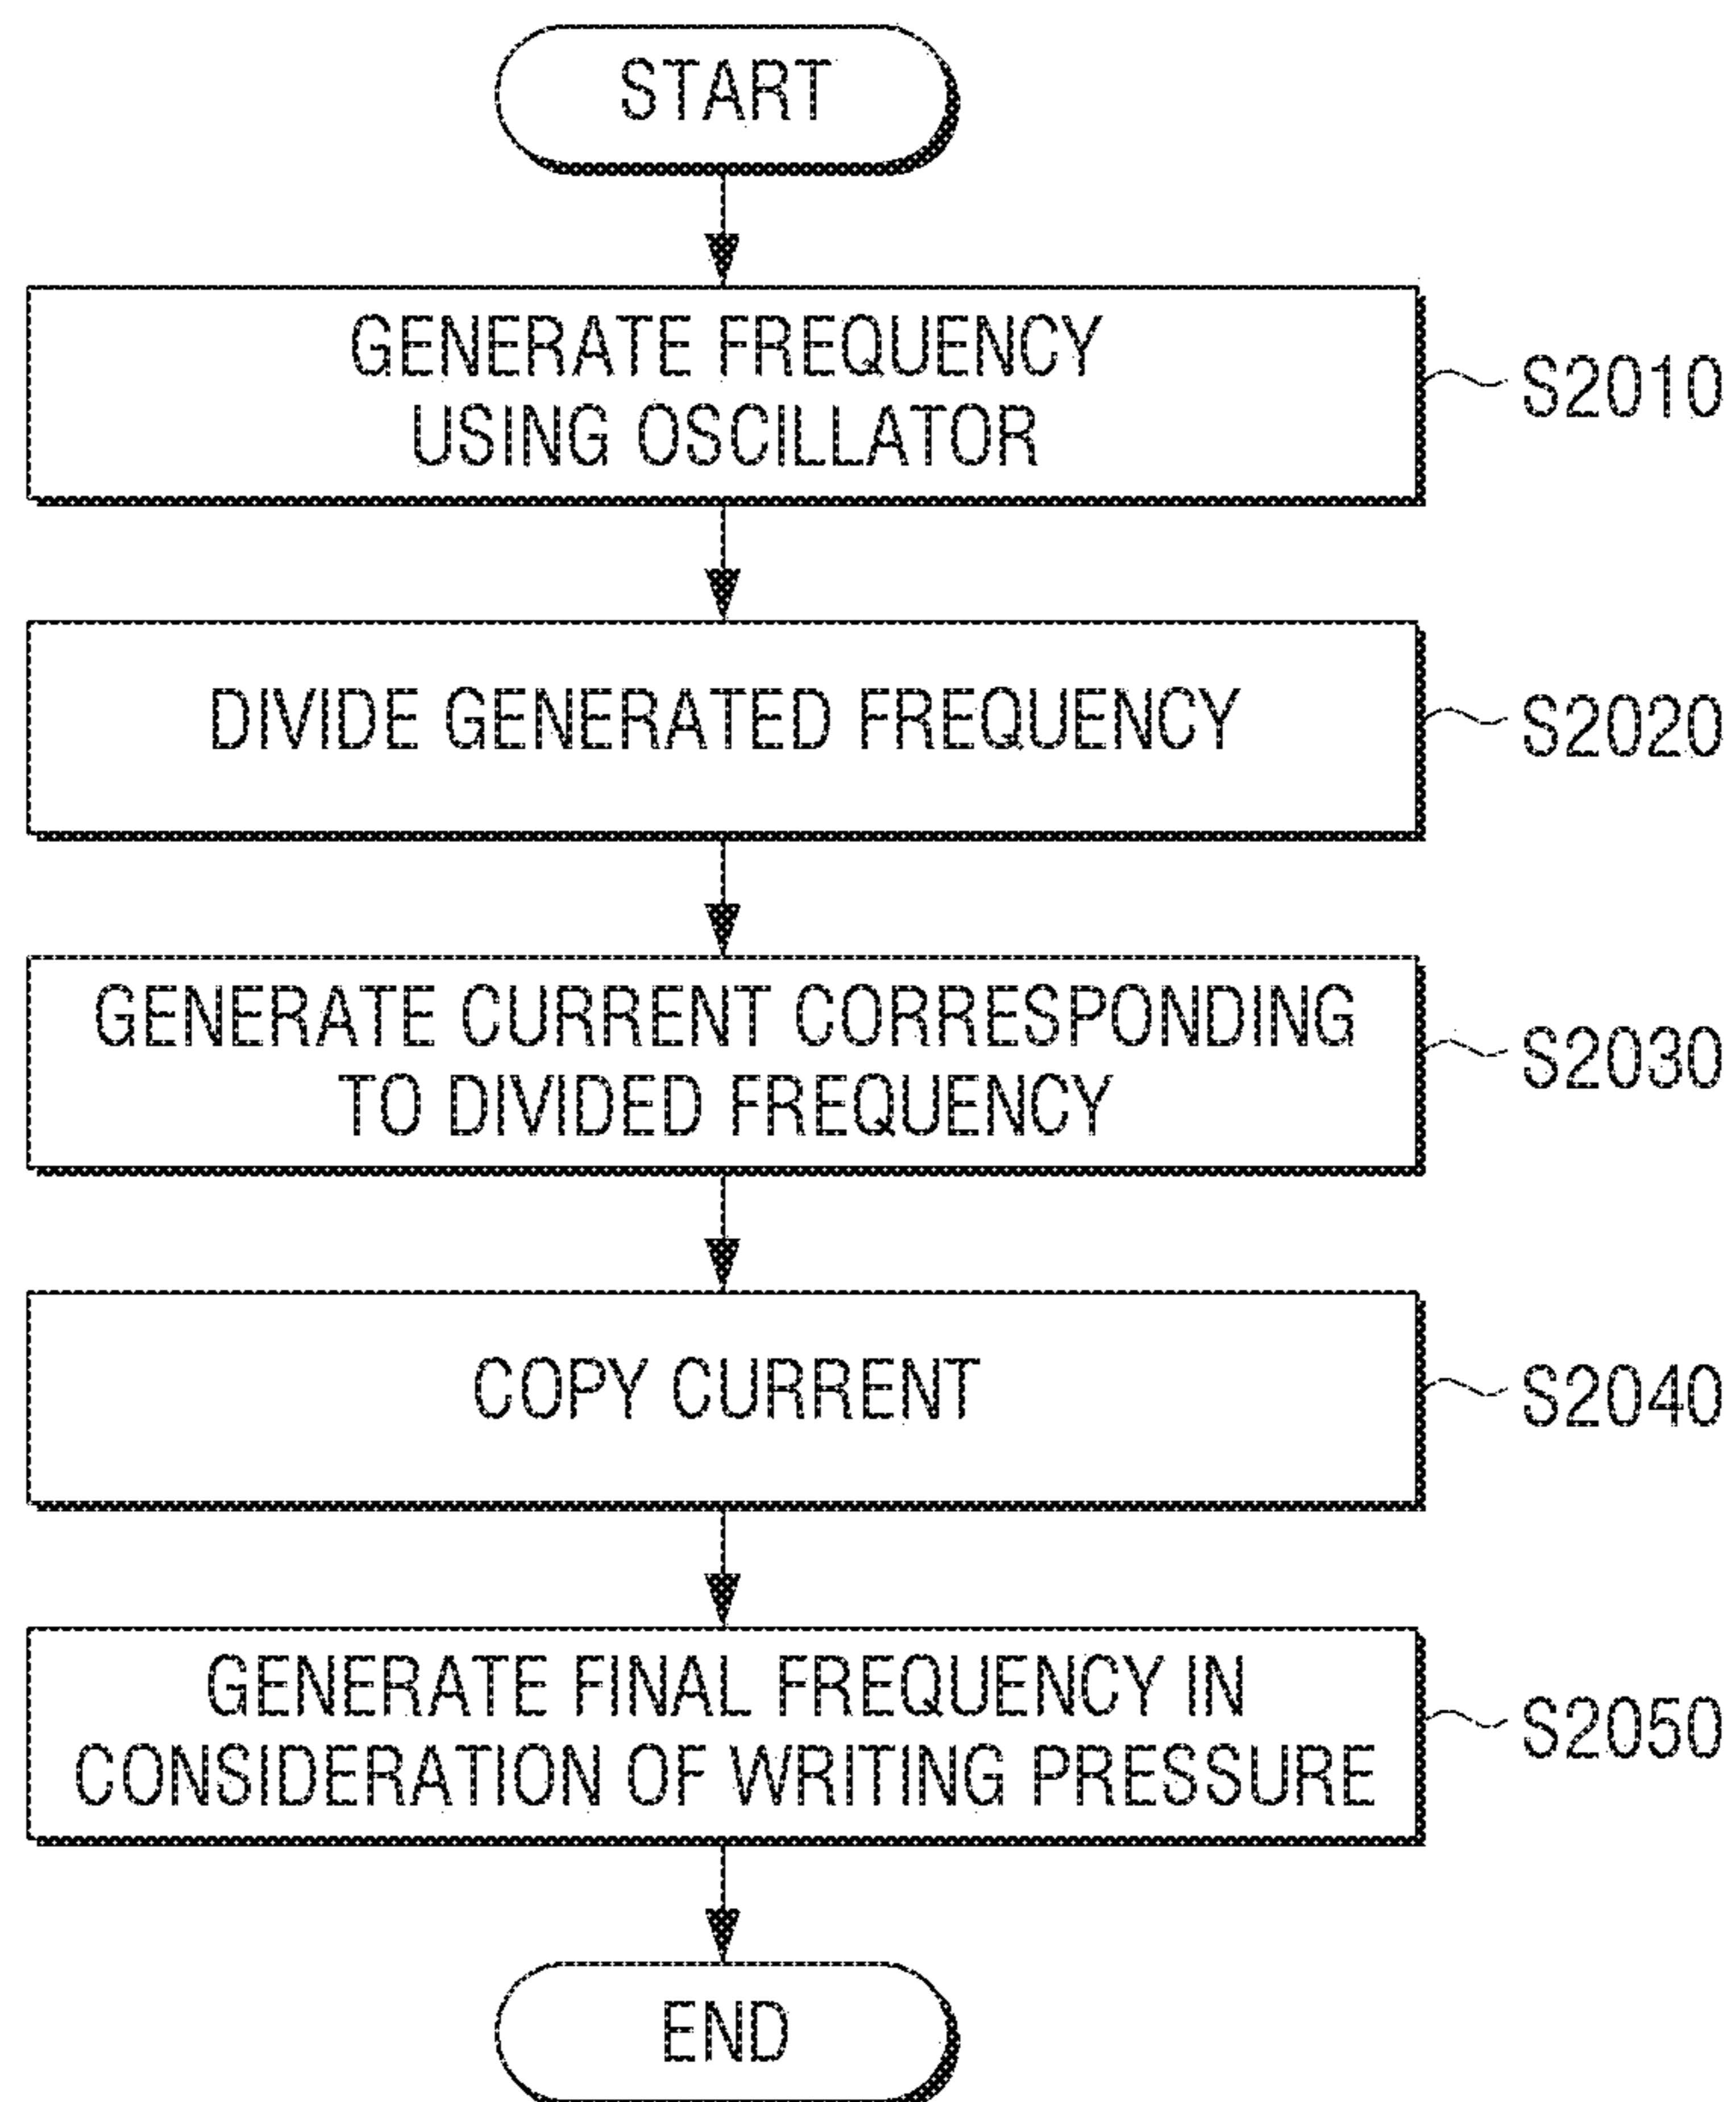 START
GENERATE FREQUENCY
USING OSCILLATOR
S2010
DIVIDE GENERATED FREQUENCY
S2020
GENERATE CURRENT CORRESPONDING
TO DIVIDED FREQUENCY
S2030
COPY CURRENT
S2040
GENERATE FINAL FREQUENCY IN
CONSIDERATION OF WRITING PRESSURE
S2050
END